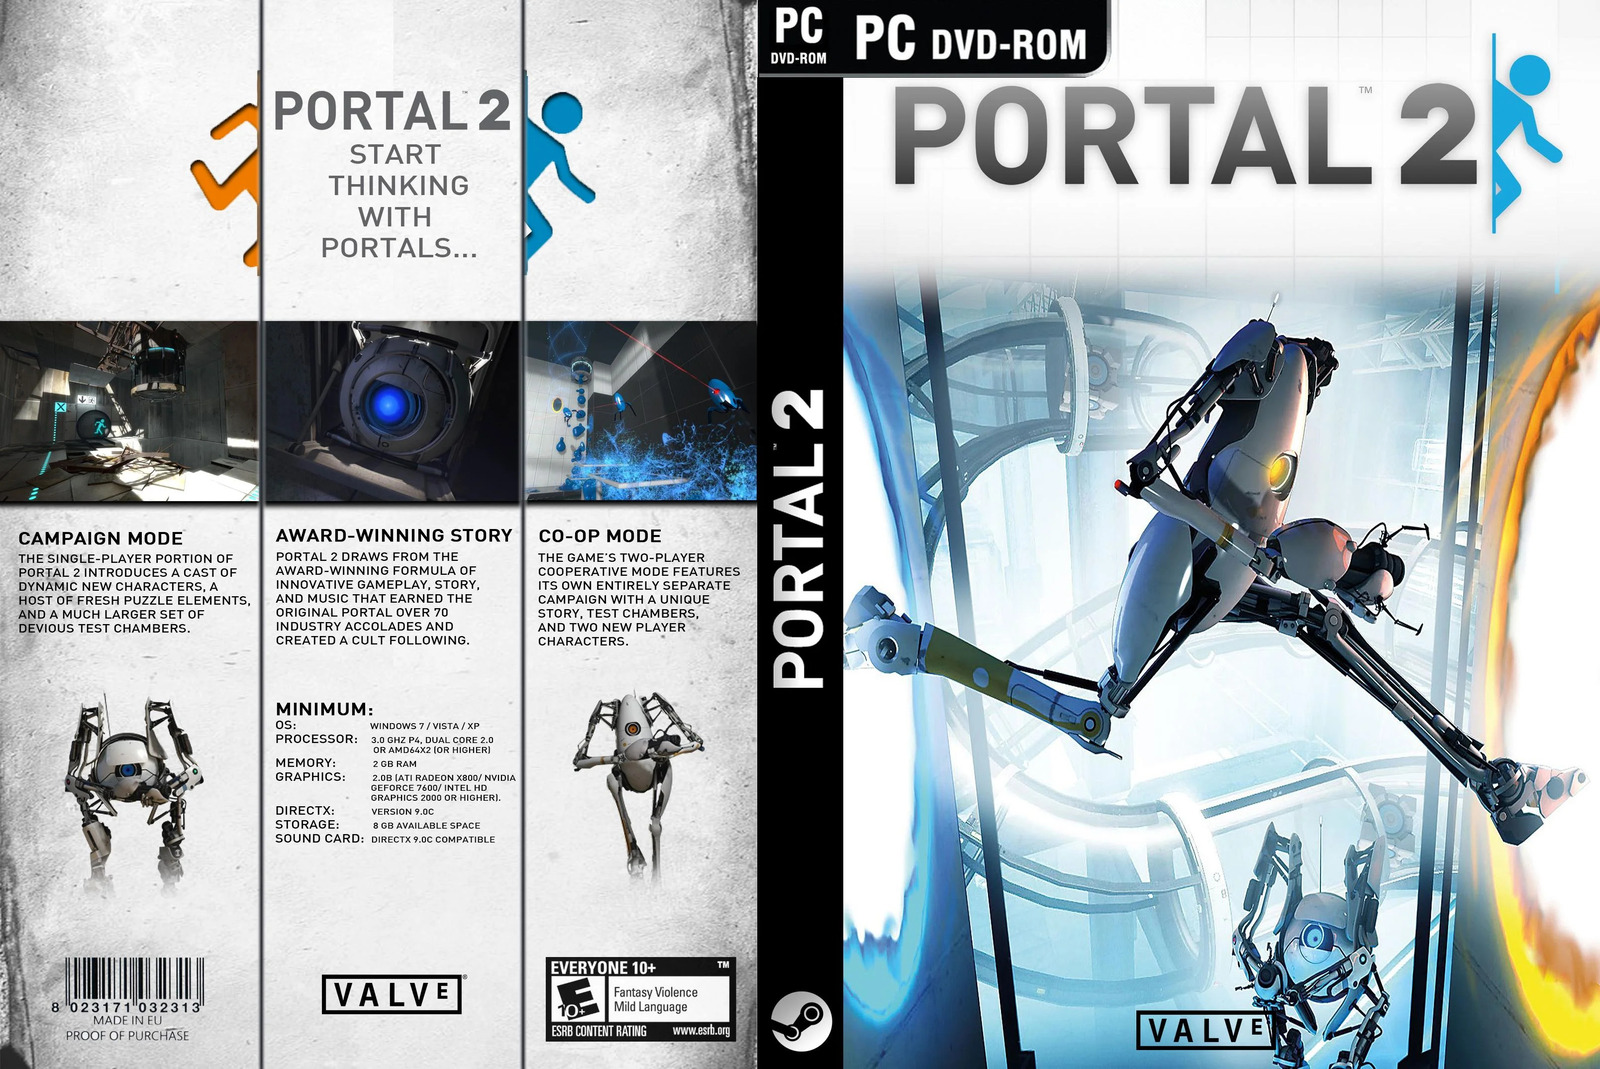 PORTAL 2
START
THINKING
WITH
PORTALS...
CAMPAIGN MODE
THE SINGLE-PLAYER PORTION OF
PORTAL 2 INTRODUCES A CAST OF
DYNAMIC NEW CHARACTERS, A
HOST OF FRESH PUZZLE ELEMENTS,
AND A MUCH LARGER SET OF
DEVIOUS TEST CHAMBERS.
AWARD-WINNING STORY
PORTAL 2 DRAWS FROM THE
AWARD-WINNING FORMULA OF
INNOVATIVE GAMEPLAY, STORY,
AND MUSIC THAT EARNED THE
ORIGINAL PORTAL OVER 70
INDUSTRY ACCOLADES AND
CREATED A CULT FOLLOWING.
CO-OP MODE
THE GAME'S TWO-PLAYER
COOPERATIVE MODE FEATURES
ITS OWN ENTIRELY SEPARATE
CAMPAIGN WITH A UNIQUE
STORY, TEST CHAMBERS,
AND TWO NEW PLAYER
CHARACTERS.
MINIMUM:
OS: WINDOWS 7 / VISTA / XP
PROCESSOR: 3.0 GHZ P4, DUAL CORE 2.0
OR AMD64X2 (OR HIGHER)
MEMORY: 2 GB RAM
GRAPHICS: 2.0B (ATI RADEON X800/ NVIDIA
GEFORCE 7600/ INTEL HD
GRAPHICS 2000 OR HIGHER).
DIRECTX: VERSION 9.0C
STORAGE: 8 GB AVAILABLE SPACE
SOUND CARD: DIRECTX 9.0C COMPATIBLE
8 023171 032313
MADE IN EU
PROOF OF PURCHASE
VALVE®
EVERYONE 10+ ™
E
10+
Fantasy Violence
Mild Language
ESRB CONTENT RATING www.esrb.org
PC
DVD-ROM
PORTAL™ 2
PC DVD-ROM
PORTAL™ 2
VALVE